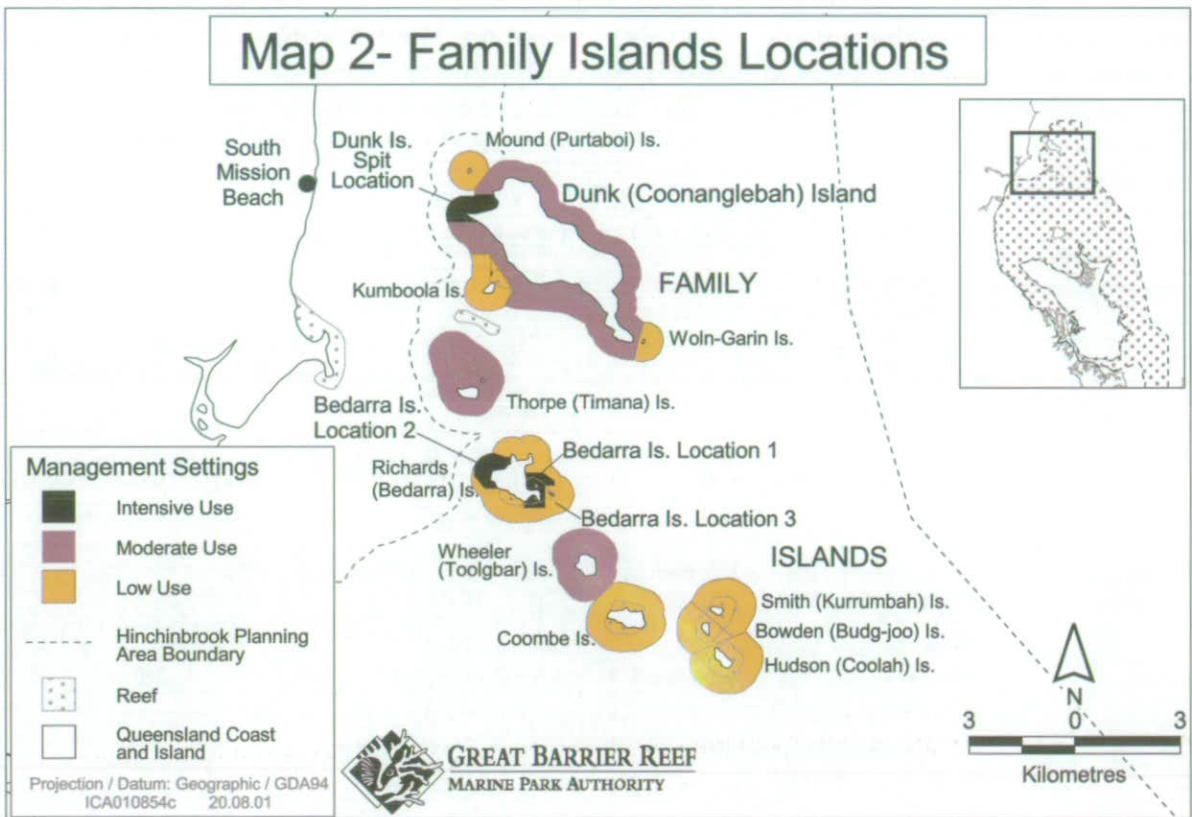 Map 2- Family Islands Locations
South
Mission
Beach
Dunk Is.
Spit
Location
Mound (Purtaboi) Is.
Dunk (Coonanglebah) Island
Kumboola Is.
FAMILY
Woln-Garin Is.
Thorpe (Timana) Is.
Bedarra Is.
Location 2
Bedarra Is. Location 1
Richards
(Bedarra) Is.
Bedarra Is. Location 3
Wheeler
(Toolgbar) Is.
ISLANDS
Smith (Kurrumbah) Is.
Coombe Is.
Bowden (Budg-joo) Is.
Hudson (Coolah) Is.
Management Settings
Intensive Use
Moderate Use
Low Use
Hinchinbrook Planning
Area Boundary
Reef
Queensland Coast
and Island
Projection / Datum: Geographic / GDA94
ICA010854c 20.08.01
GREAT BARRIER REEF
MARINE PARK AUTHORITY
N
3 0 3
Kilometres